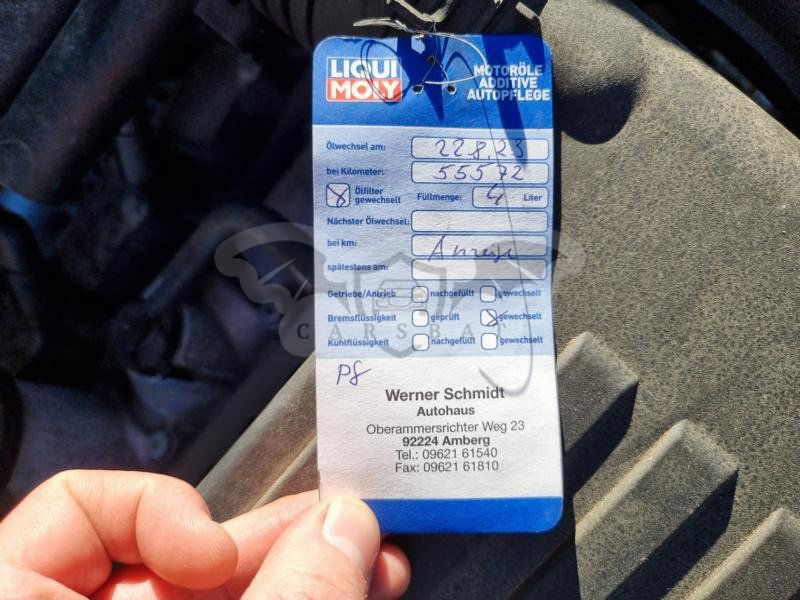 LIQUI
MOLY
MOTORÖLE
ADDITIVE
AUTOPFLEGE
Ölwechsel am: 22.8.23
bei Kilometer: 55572
Ölfilter
gewechselt
Füllmenge: 4 Liter
Nächster Ölwechsel:
bei km: Anzeige
spätestens am:
Getriebe/Antrieb nachgefüllt gewechselt
Bremsflüssigkeit geprüft gewechselt
Kühlflüssigkeit nachgefüllt gewechselt
CARSBAT
Werner Schmidt
Autohaus
Oberammersrichter Weg 23
92224 Amberg
Tel.: 09621 61540
Fax: 09621 61810